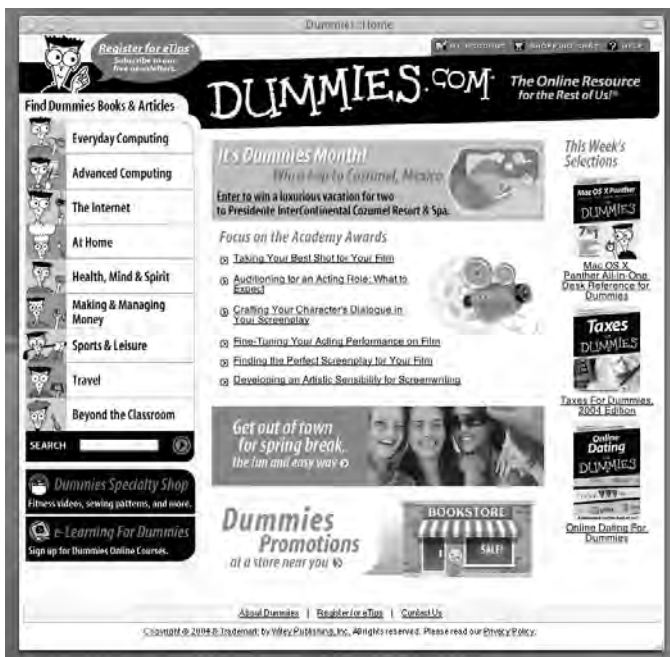 Dummies::Home
Register for eTips
Subscribe to our
free newsletters.
MY ACCOUNT SHOPPING CART HELP
DUMMIES.COM
The Online Resource
for the Rest of Us!®
Find Dummies Books & Articles
Everyday Computing
Advanced Computing
The Internet
At Home
Health, Mind & Spirit
Making & Managing
Money
Sports & Leisure
Travel
Beyond the Classroom
SEARCH
Dummies Specialty Shop
Fitness videos, sewing patterns, and more.
e-Learning For Dummies
Sign up for Dummies Online Courses.
It's Dummies Month!
Win a trip to Cozumel, Mexico
Enter to win a luxurious vacation for two
to Presidente InterContinental Cozumel Resort & Spa.
Focus on the Academy Awards
Taking Your Best Shot for Your Film
Auditioning for an Acting Role: What to
Expect
Crafting Your Character's Dialogue in
Your Screenplay
Fine-Tuning Your Acting Performance on Film
Finding the Perfect Screenplay for Your Film
Developing an Artistic Sensibility for Screenwriting
Get out of town
for spring break.
the fun and easy way
Dummies
Promotions
at a store near you
BOOKSTORE
SALE!
This Week's
Selections
Mac OS X Panther
DUMMIES
7 in 1
Mac OS X
Panther All-in-One
Desk Reference for
Dummies
Taxes
DUMMIES
Taxes For Dummies,
2004 Edition
Online
Dating
DUMMIES
Online Dating For
Dummies
About Dummies | Register for eTips | Contact Us
Copyright © 2004 & Trademark by Wiley Publishing, Inc. All rights reserved. Please read our Privacy Policy.